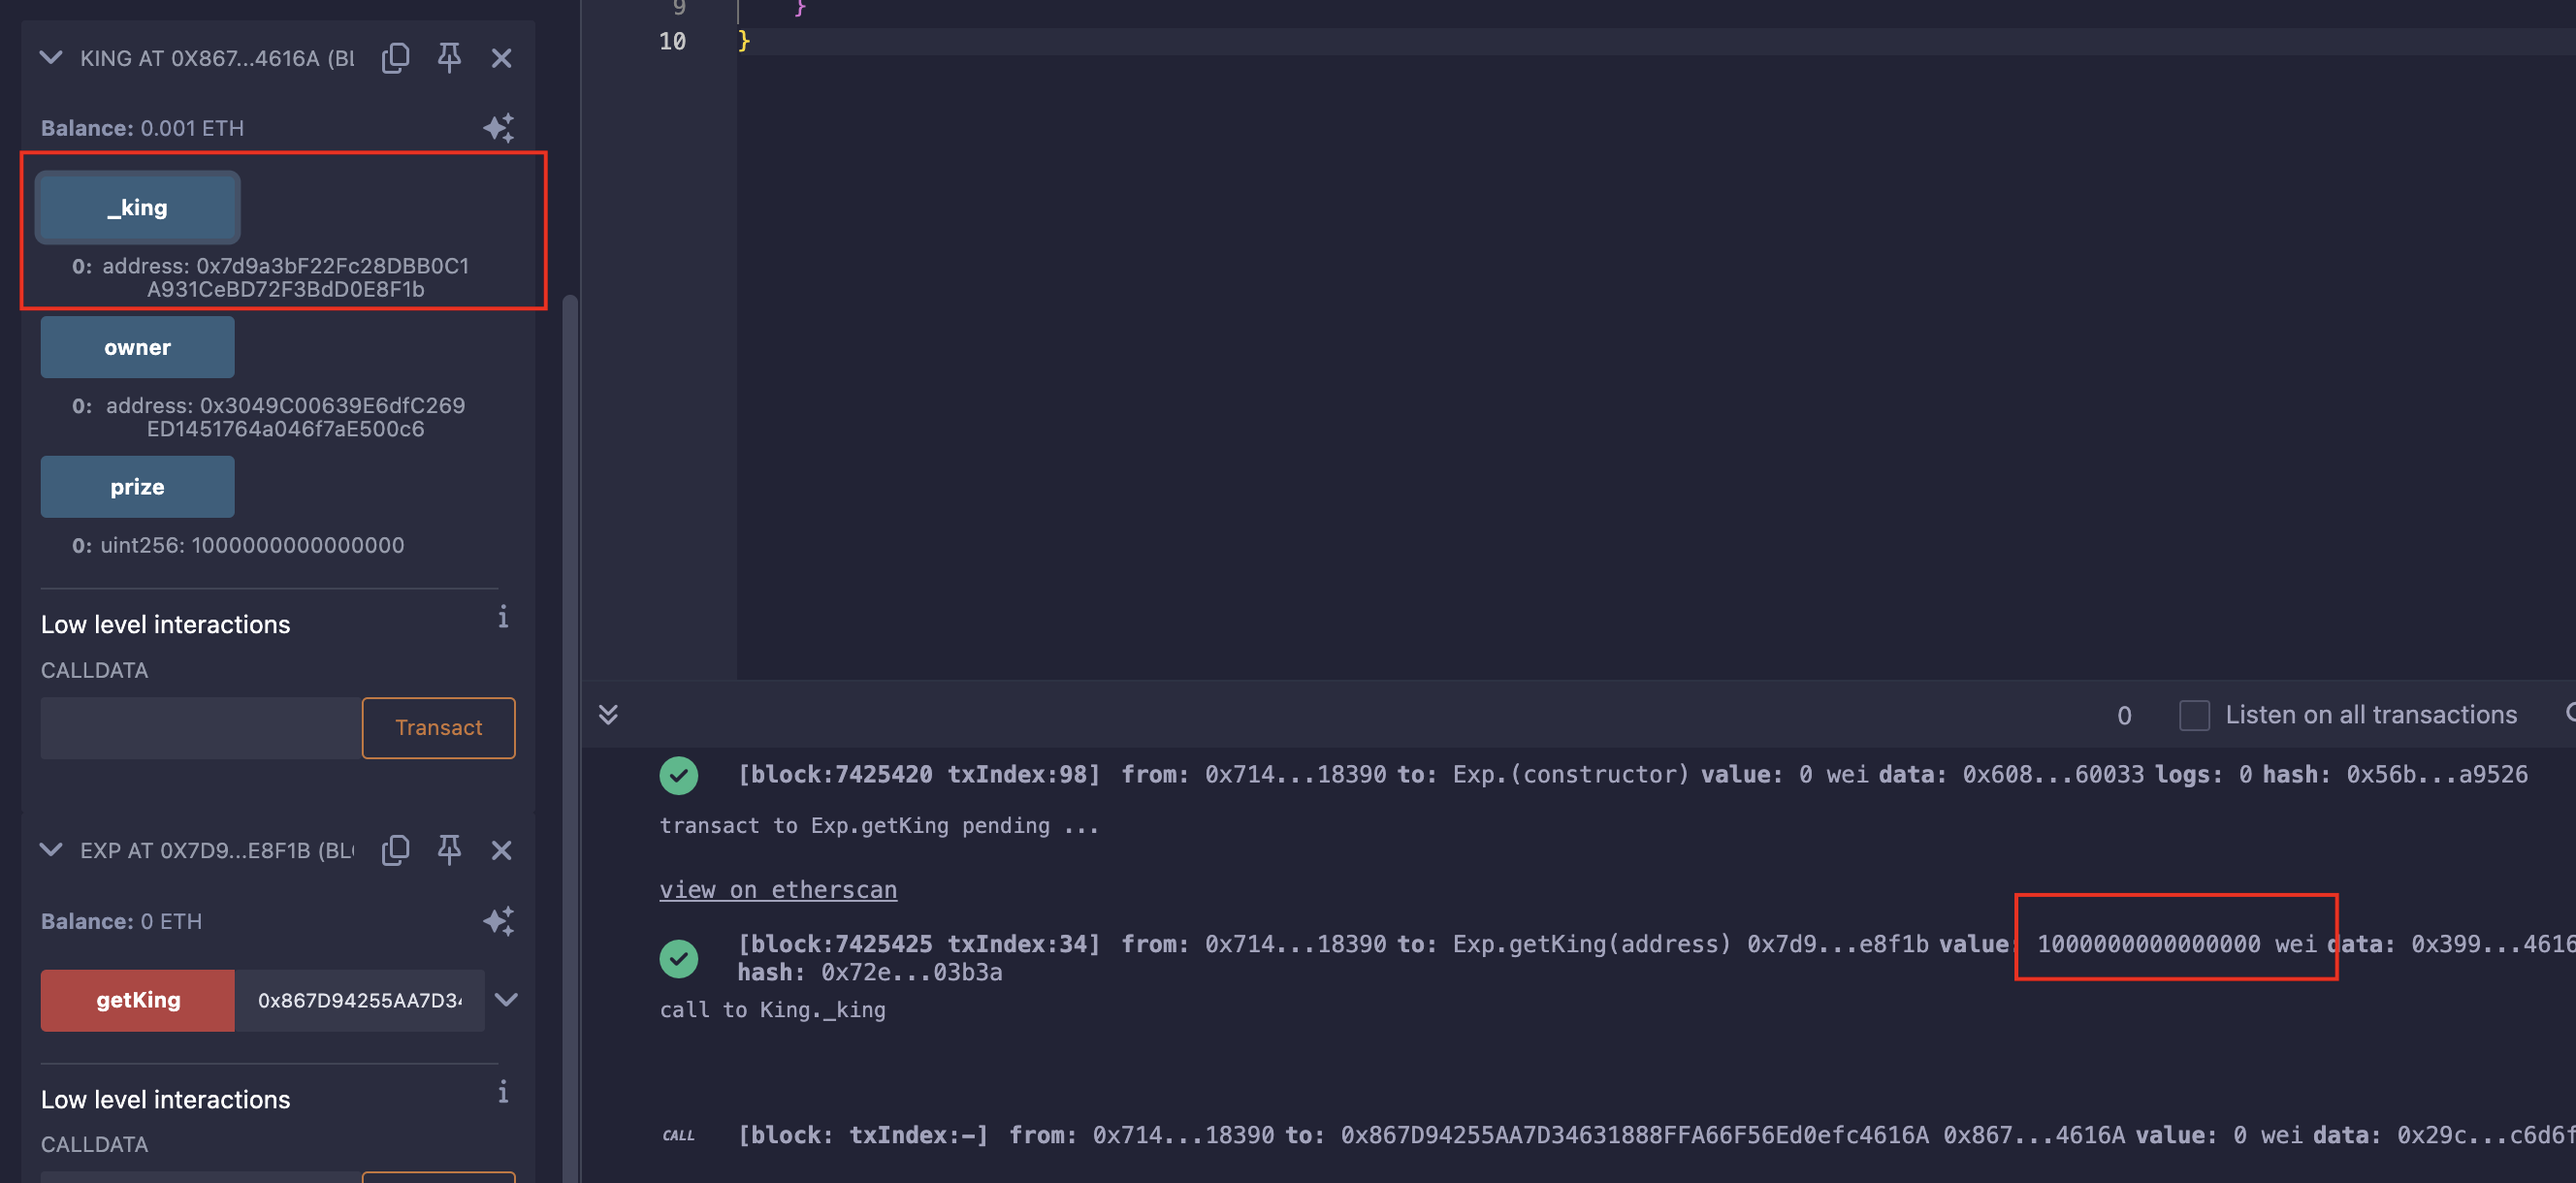 KING AT 0X867...4616A (BL
Balance: 0.001 ETH
_king
0: address: 0x7d9a3bF22Fc28DBB0C1
A931CeBD72F3BdD0E8F1b
owner
0: address: 0x3049C00639E6dfC269
ED1451764a046f7aE500c6
prize
0: uint256: 1000000000000000
Low level interactions
i
CALLDATA
Transact
EXP AT 0X7D9...E8F1B (BLO
Balance: 0 ETH
getKing
0x867D94255AA7D34
Low level interactions
i
CALLDATA
9 }
10 }
0 Listen on all transactions
[block:7425420 txIndex:98] from: 0x714...18390 to: Exp.(constructor) value: 0 wei data: 0x608...60033 logs: 0 hash: 0x56b...a9526
transact to Exp.getKing pending ...
view on etherscan
[block:7425425 txIndex:34] from: 0x714...18390 to: Exp.getKing(address) 0x7d9...e8f1b value: 1000000000000000 wei data: 0x399...4616
hash: 0x72e...03b3a
call to King._king
CALL [block: txIndex:-] from: 0x714...18390 to: 0x867D94255AA7D34631888FFA66F56Ed0efc4616A 0x867...4616A value: 0 wei data: 0x29c...c6d6f